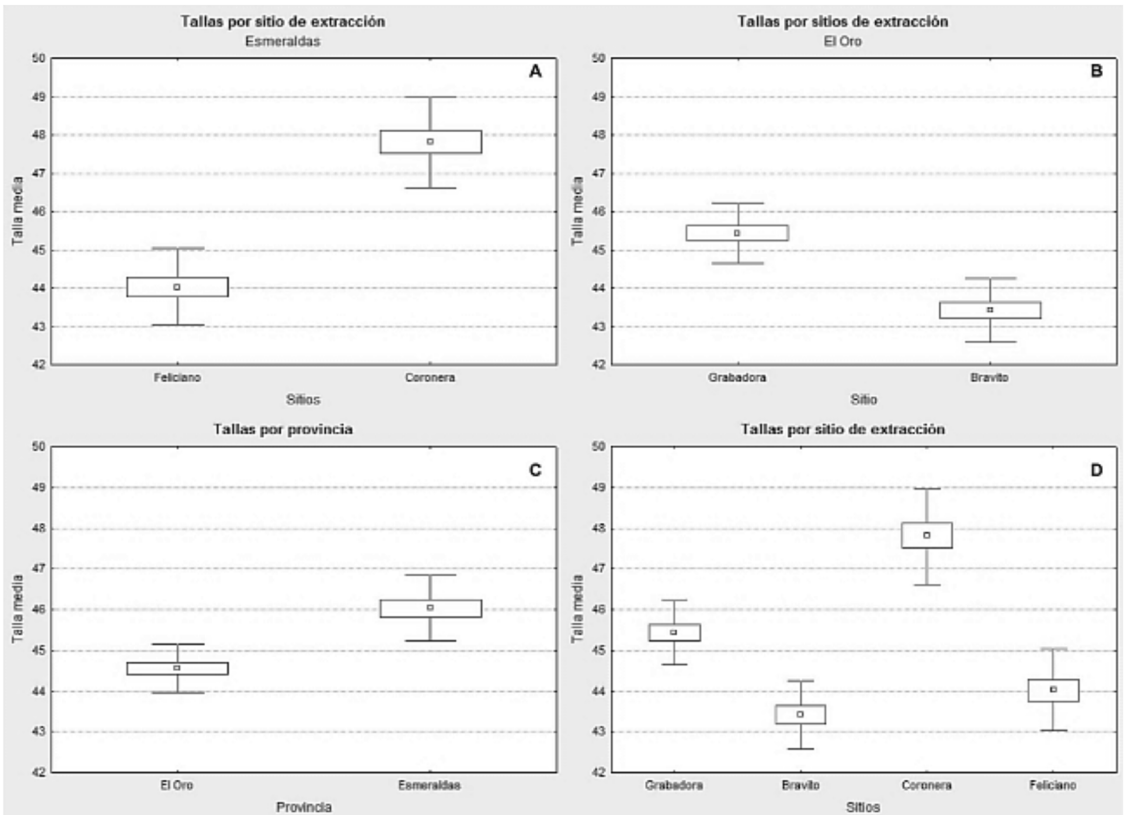 Tallas por sitio de extracción
Esmeraldas
A
50
49
48
47
46
45
44
43
42
Talla media
Feliciano
Coronera
Sitios
Tallas por sitios de extracción
El Oro
B
50
49
48
47
46
45
44
43
42
Talla media
Grabadora
Bravito
Sitio
Tallas por provincia
C
50
49
48
47
46
45
44
43
42
Talla media
El Oro
Esmeraldas
Provincia
Tallas por sitio de extracción
D
50
49
48
47
46
45
44
43
42
Talla media
Grabadora
Bravito
Coronera
Feliciano
Sitios